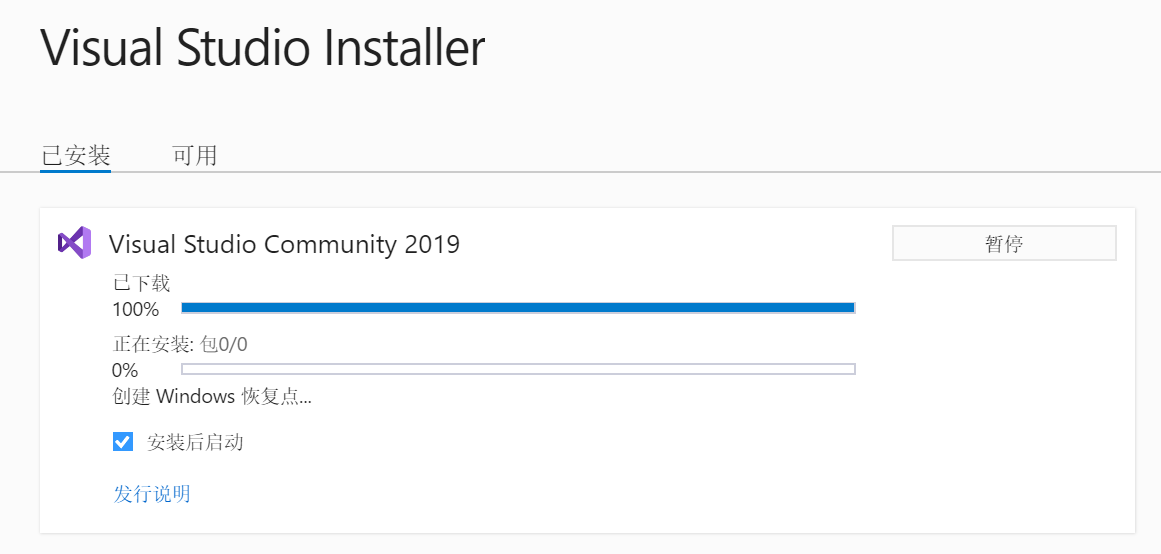 Visual Studio Installer
已安装 可用
Visual Studio Community 2019 暂停
已下载
100%
正在安装: 包0/0
0%
创建 Windows 恢复点...
安装后启动
发行说明